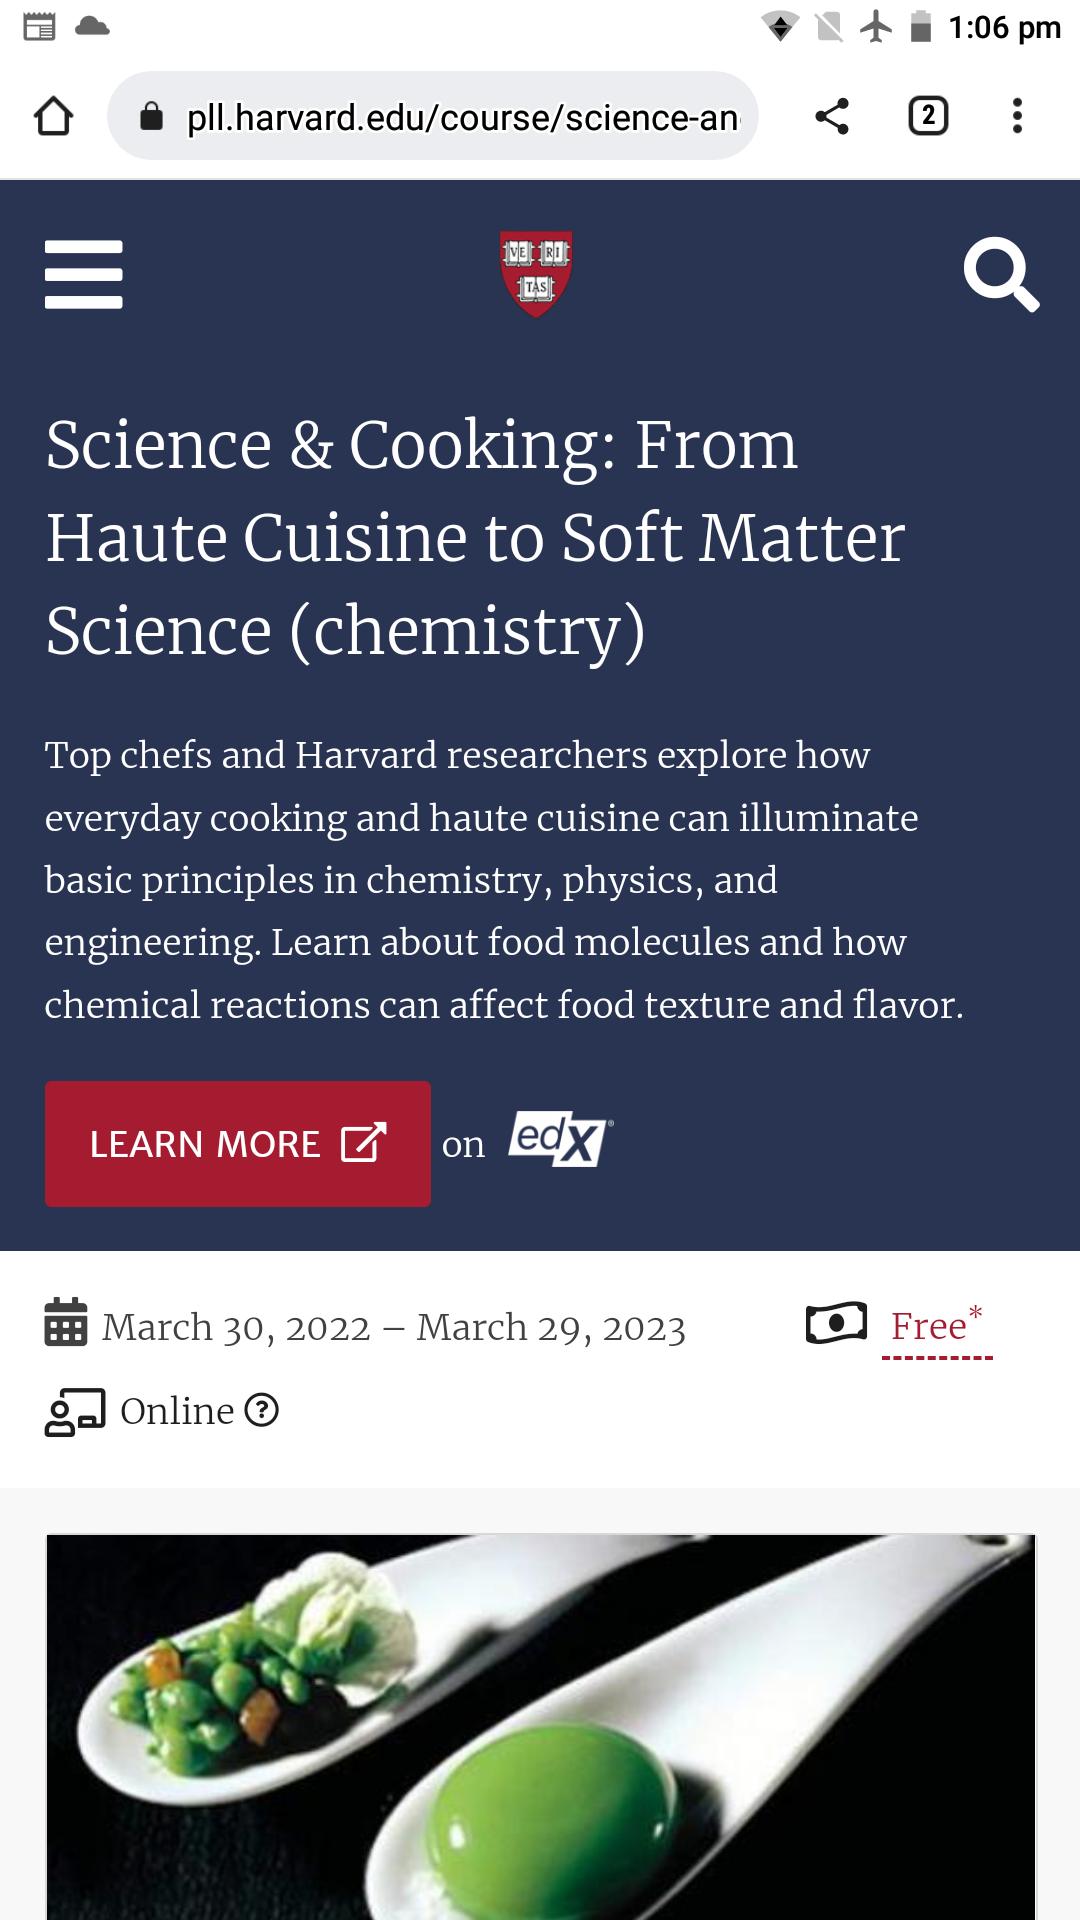 1:06 pm
pll.harvard.edu/course/science-an
2
VE RI
TAS
Science & Cooking: From
Haute Cuisine to Soft Matter
Science (chemistry)
Top chefs and Harvard researchers explore how
everyday cooking and haute cuisine can illuminate
basic principles in chemistry, physics, and
engineering. Learn about food molecules and how
chemical reactions can affect food texture and flavor.
LEARN MORE on edX®
March 30, 2022 – March 29, 2023 Free*
Online ?